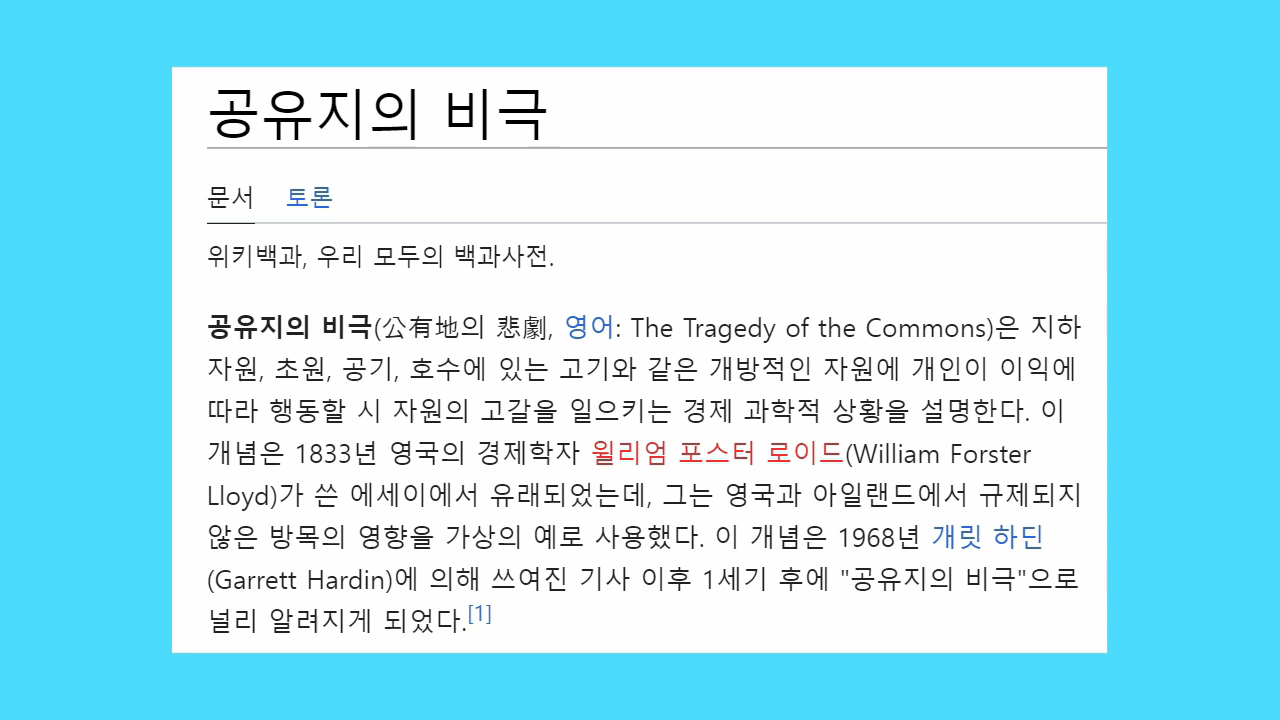 공유지의 비극
문서 토론
위키백과, 우리 모두의 백과사전.
공유지의 비극(公有地의 悲劇, 영어: The Tragedy of the Commons)은 지하
자원, 초원, 공기, 호수에 있는 고기와 같은 개방적인 자원에 개인이 이익에
따라 행동할 시 자원의 고갈을 일으키는 경제 과학적 상황을 설명한다. 이
개념은 1833년 영국의 경제학자 윌리엄 포스터 로이드(William Forster
Lloyd)가 쓴 에세이에서 유래되었는데, 그는 영국과 아일랜드에서 규제되지
않은 방목의 영향을 가상의 예로 사용했다. 이 개념은 1968년 개릿 하딘
(Garrett Hardin)에 의해 쓰여진 기사 이후 1세기 후에 "공유지의 비극"으로
널리 알려지게 되었다.[1]